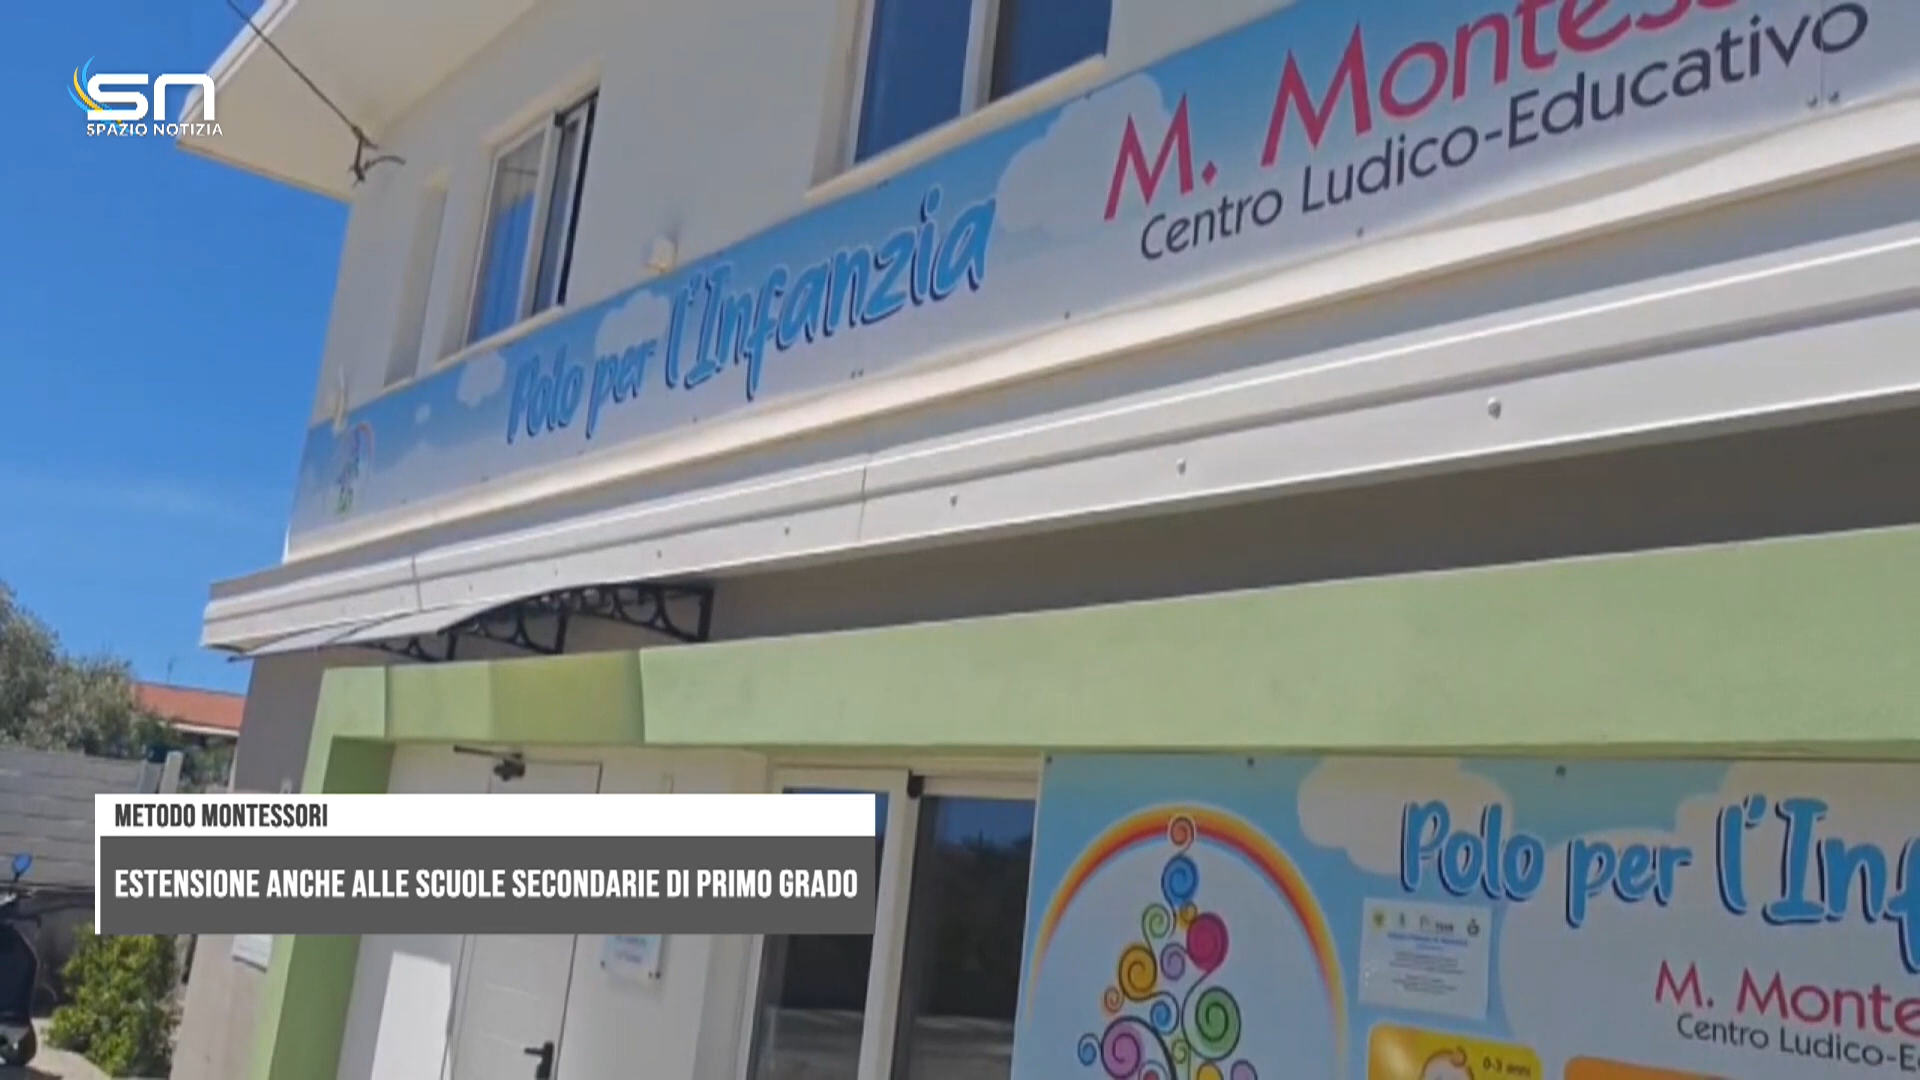 SN
SPAZIO NOTIZIA
M. Montess
Centro Ludico-Educativo
Polo per l'Infanzia
METODO MONTESSORI
ESTENSIONE ANCHE ALLE SCUOLE SECONDARIE DI PRIMO GRADO
Polo per l'Inf
M. Monte
Centro Ludico-E
0-3 anni